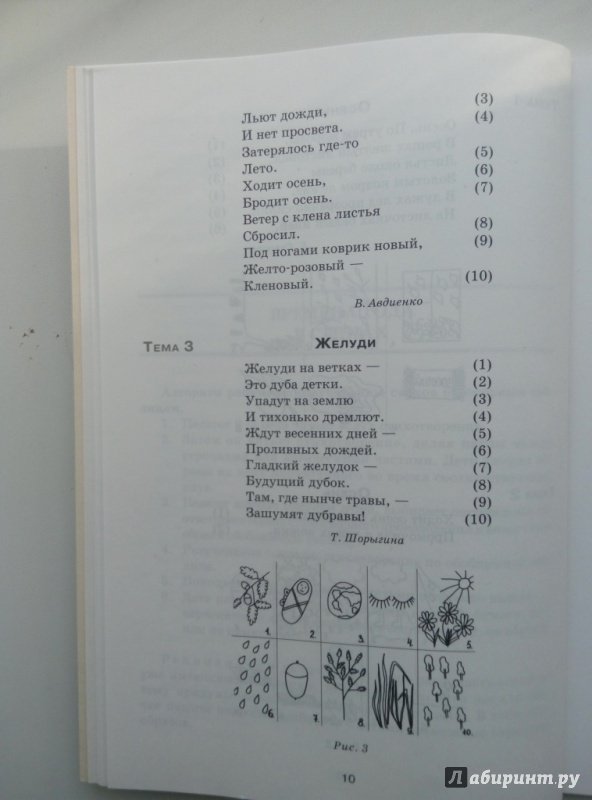 (3)
Льют дожди, (4)
И нет просвета.
Затерялось где-то (5)
Лето. (6)
Ходит осень, (7)
Бродит осень.
Ветер с клена листья (8)
Сбросил.
Под ногами коврик новый, (9)
Желто-розовый —
Кленовый. (10)
В. Авдиенко
Тема 3 Желуди
Желуди на ветках — (1)
Это дуба детки. (2)
Упадут на землю (3)
И тихонько дремлют. (4)
Ждут весенних дней — (5)
Проливных дождей. (6)
Гладкий желудок — (7)
Будущий дубок. (8)
Там, где нынче травы, — (9)
Зашумят дубравы! (10)
Т. Шорыгина
1. 2. 3. 4. 5.
6. 7. 8. 9. 10.
Рис. 3
10
Лабиринт.ру